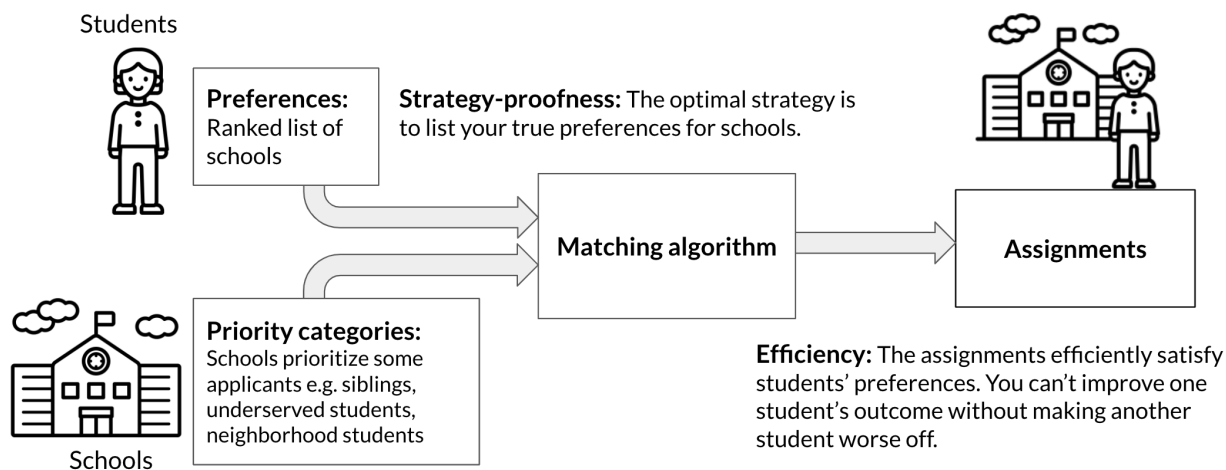 Students
Preferences:
Ranked list of
schools
Strategy-proofness: The optimal strategy is
to list your true preferences for schools.
Matching algorithm
Assignments
Priority categories:
Schools prioritize some
applicants e.g. siblings,
underserved students,
neighborhood students
Schools
Efficiency: The assignments efficiently satisfy
students’ preferences. You can’t improve one
student’s outcome without making another
student worse off.